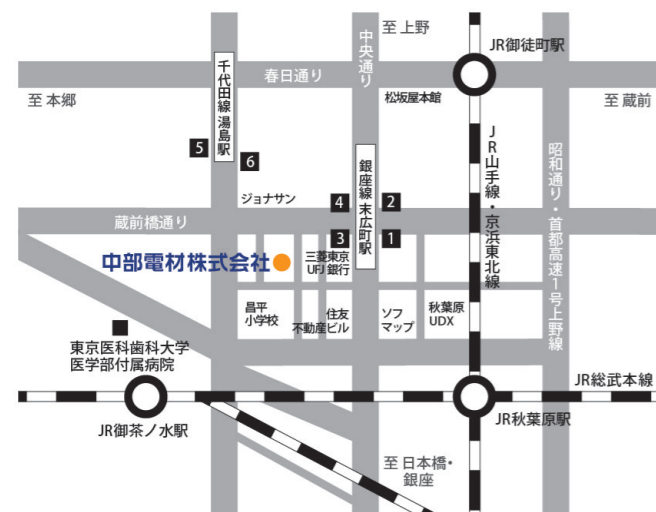 至 上野
JR御徒町駅
中央通り
千代田線 湯島駅
春日通り
至 本郷
松坂屋本館
至 蔵前
5
6
JR山手線・京浜東北線
昭和通り・首都高速1号上野線
銀座線 末広町駅
ジョナサン
4
2
蔵前橋通り
3
1
中部電材株式会社
三菱東京
UFJ銀行
昌平
小学校
住友
不動産ビル
ソフ
マップ
秋葉原
UDX
東京医科歯科大学
医学部付属病院
JR総武本線
JR御茶ノ水駅
JR秋葉原駅
至 日本橋・
銀座